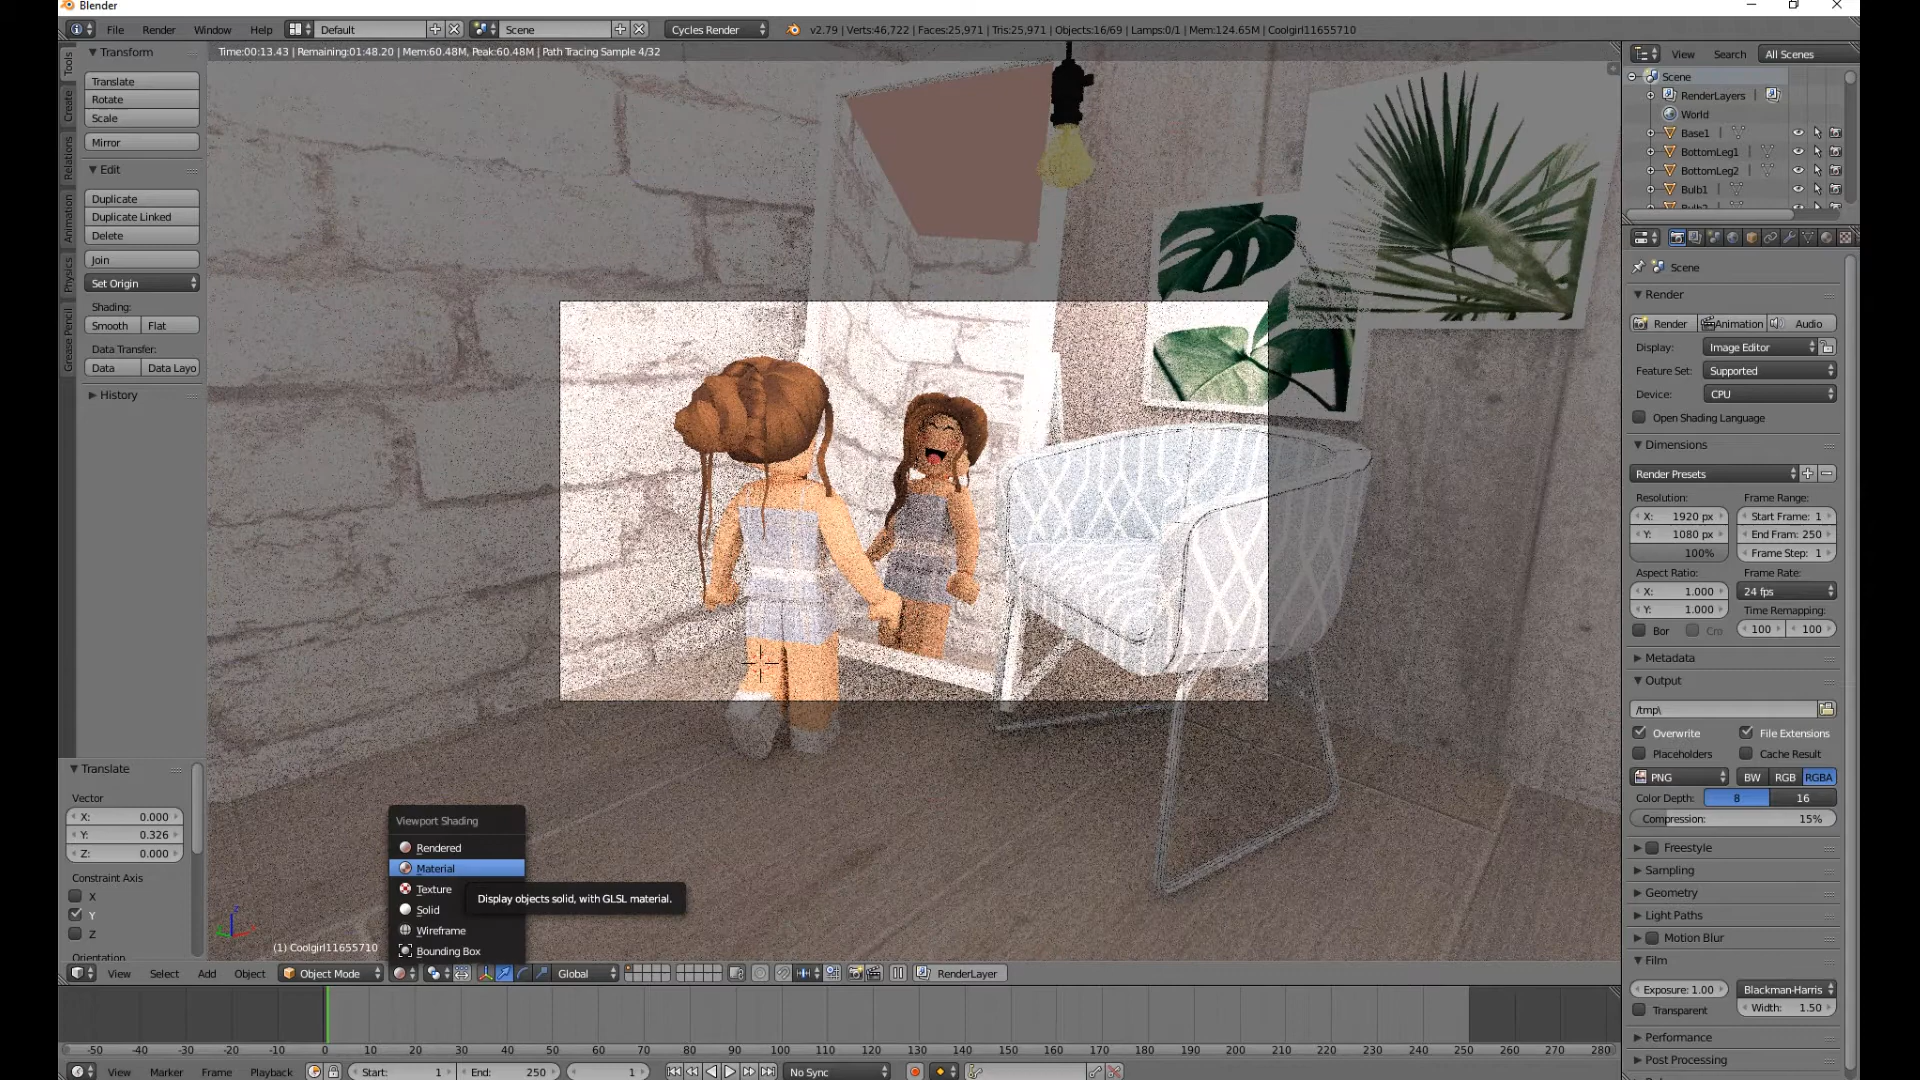 Blender
File Render Window Help Default Scene Cycles Render v2.79 | Verts:46,722 | Faces:25,971 | Tris:25,971 | Objects:16/69 | Lamps:0/1 | Mem:124.65M | Coolgirl11655710
Time:00:13.43 | Remaining:01:48.20 | Mem:60.48M, Peak:60.48M | Path Tracing Sample 4/32
Tools
Create
Relations
Animation
Physics
Grease Pencil
Transform
Translate
Rotate
Scale
Mirror
Edit
Duplicate
Duplicate Linked
Delete
Join
Set Origin
Shading:
Smooth Flat
Data Transfer:
Data Data Layo
History
Translate
Vector
X: 0.000
Y: 0.326
Z: 0.000
Constraint Axis
X
Y
Z
Orientation
Viewport Shading
Rendered
Material
Texture
Solid
Wireframe
Bounding Box
Display objects solid, with GLSL material.
(1) Coolgirl11655710
View Select Add Object Object Mode Global RenderLayer
-50 -40 -30 -20 -10 0 10 20 30 40 50 60 70 80 90 100 110 120 130 140 150 160 170 180 190 200 210 220 230 240 250 260 270 280
View Marker Frame Playback Start: 1 End: 250 1 No Sync
View Search All Scenes
Scene
RenderLayers
World
Base1
BottomLeg1
BottomLeg2
Bulb1
Scene
Render
Render Animation Audio
Display: Image Editor
Feature Set: Supported
Device: CPU
Open Shading Language
Dimensions
Render Presets
Resolution: Frame Range:
X: 1920 px Start Frame: 1
Y: 1080 px End Fram: 250
100% Frame Step: 1
Aspect Ratio: Frame Rate:
X: 1.000 24 fps
Y: 1.000 Time Remapping:
Bor Cro 100 100
Metadata
Output
/tmp\
Overwrite File Extensions
Placeholders Cache Result
PNG BW RGB RGBA
Color Depth: 8 16
Compression: 15%
Freestyle
Sampling
Geometry
Light Paths
Motion Blur
Film
Exposure: 1.00 Blackman-Harris
Transparent Width: 1.50
Performance
Post Processing